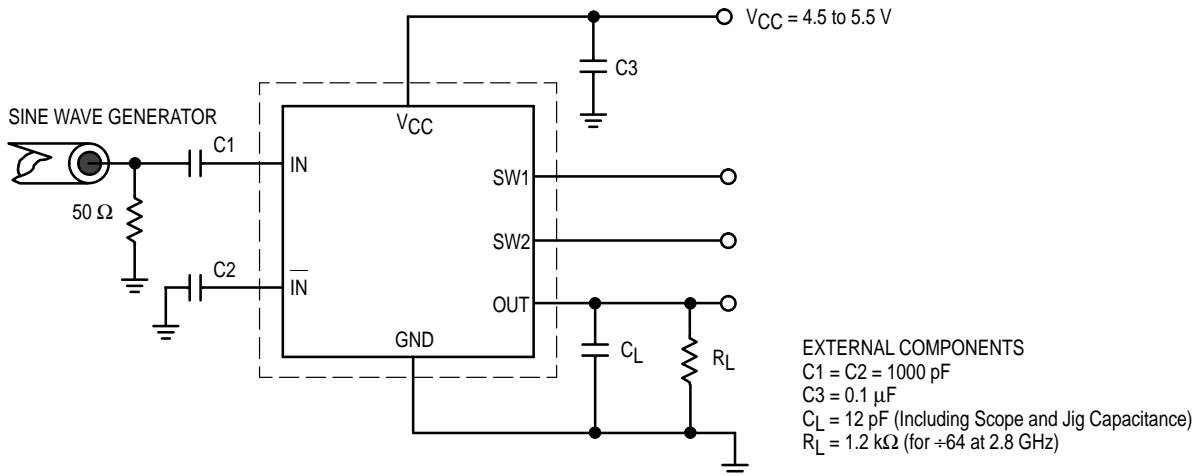 VCC = 4.5 to 5.5 V
C3
SINE WAVE GENERATOR
VCC
C1
IN
SW1
50 Ω
SW2
C2
IN
OUT
GND
CL
RL
EXTERNAL COMPONENTS
C1 = C2 = 1000 pF
C3 = 0.1 μF
CL = 12 pF (Including Scope and Jig Capacitance)
RL = 1.2 kΩ (for ÷64 at 2.8 GHz)